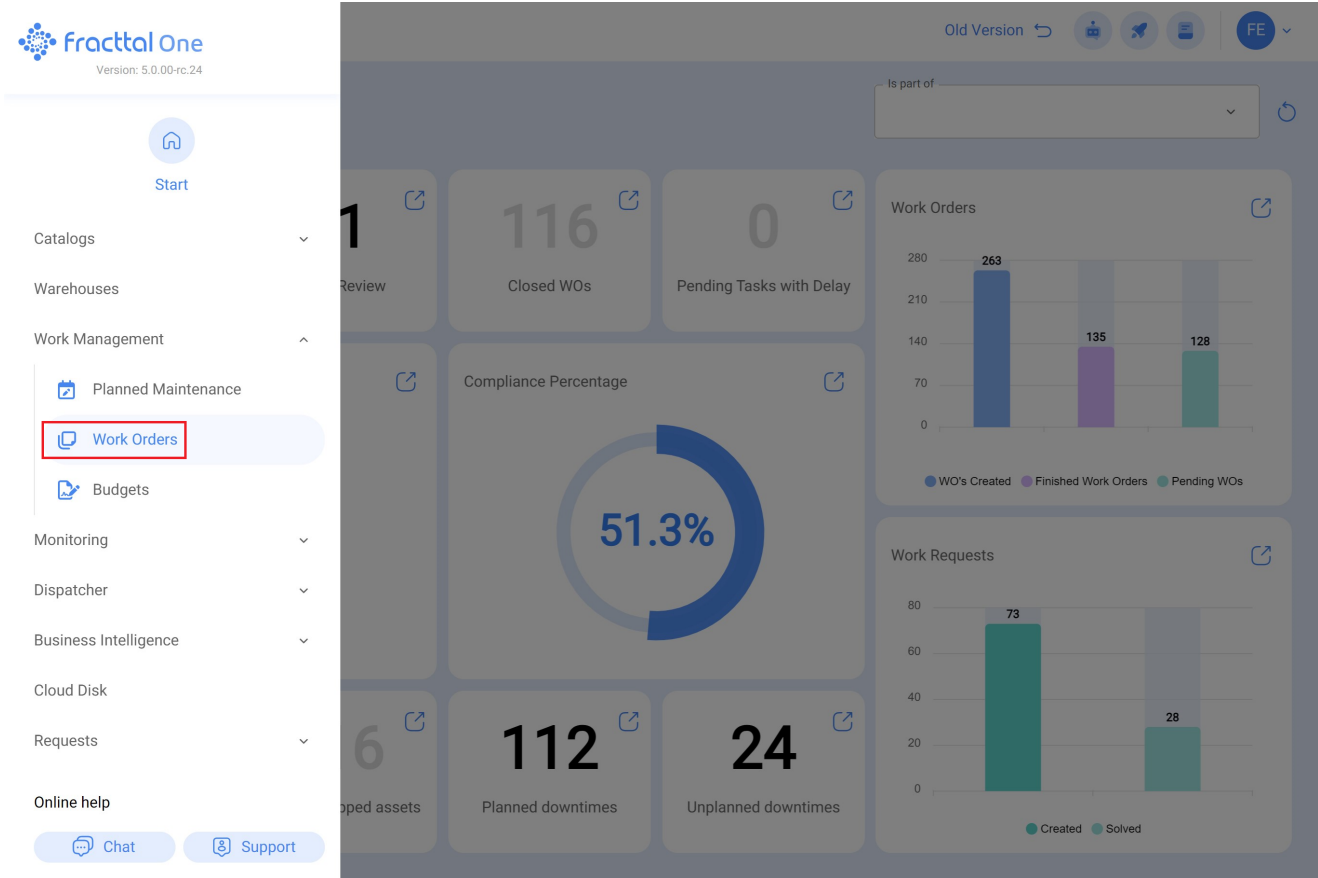 fracttal One
Version: 5.0.00-rc.24
Start
Catalogs
Warehouses
Work Management
Planned Maintenance
Work Orders
Budgets
Monitoring
Dispatcher
Business Intelligence
Cloud Disk
Requests
Online help
Chat
Support
Old Version
FE
Is part of
1
Review
116
Closed WOs
0
Pending Tasks with Delay
Compliance Percentage
51.3%
6
pped assets
112
Planned downtimes
24
Unplanned downtimes
Work Orders
280
210
140
70
0
263
135
128
WO's Created Finished Work Orders Pending WOs
Work Requests
80
60
40
20
0
73
28
Created Solved